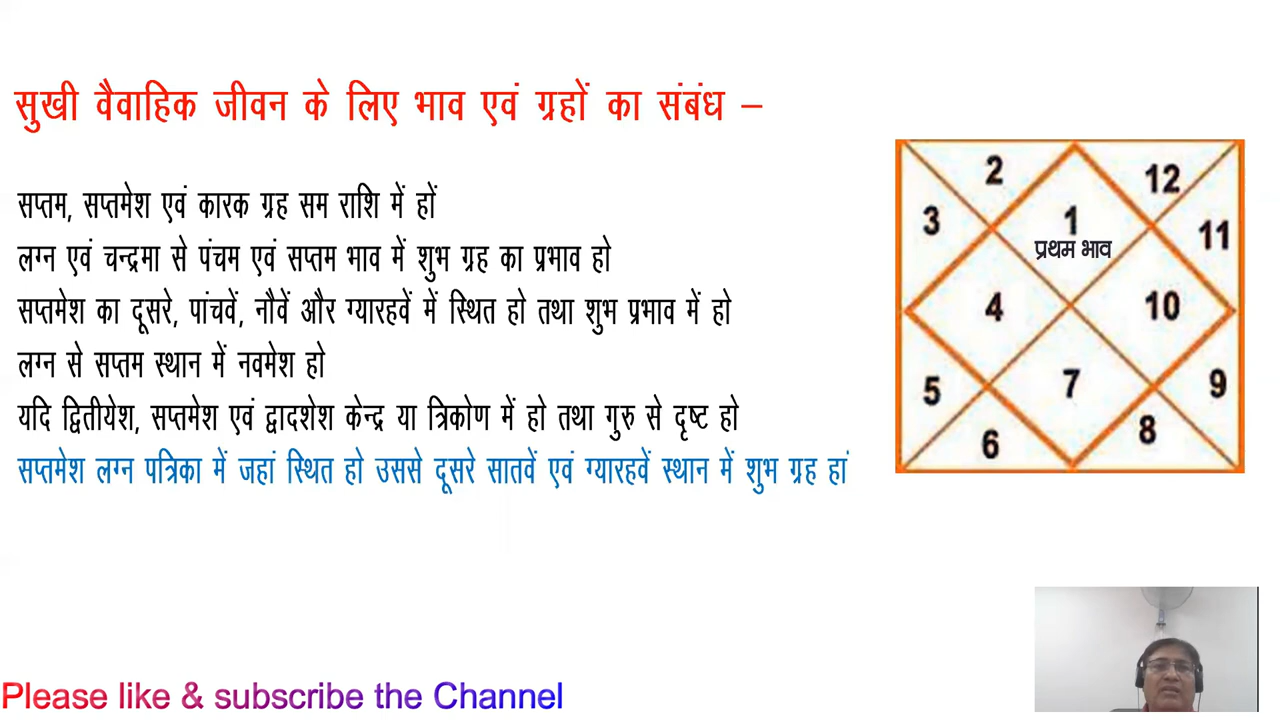 सुखी वैवाहिक जीवन के लिए भाव एवं ग्रहों का संबंध –
सप्तम, सप्तमेश एवं कारक ग्रह सम राशि में हों
लग्न एवं चन्द्रमा से पंचम एवं सप्तम भाव में शुभ ग्रह का प्रभाव हो
सप्तमेश का दूसरे, पांचवें, नौवें और ग्यारहवें में स्थित हो तथा शुभ प्रभाव में हो
लग्न से सप्तम स्थान में नवमेश हो
यदि द्वितीयेश, सप्तमेश एवं द्वादशेश केन्द्र या त्रिकोण में हो तथा गुरु से दृष्ट हो
सप्तमेश लग्न पत्रिका में जहां स्थित हो उससे दूसरे सातवें एवं ग्यारहवें स्थान में शुभ ग्रह हां
2
12
3
1
11
प्रथम भाव
4
10
5
7
9
6
8
Please like & subscribe the Channel